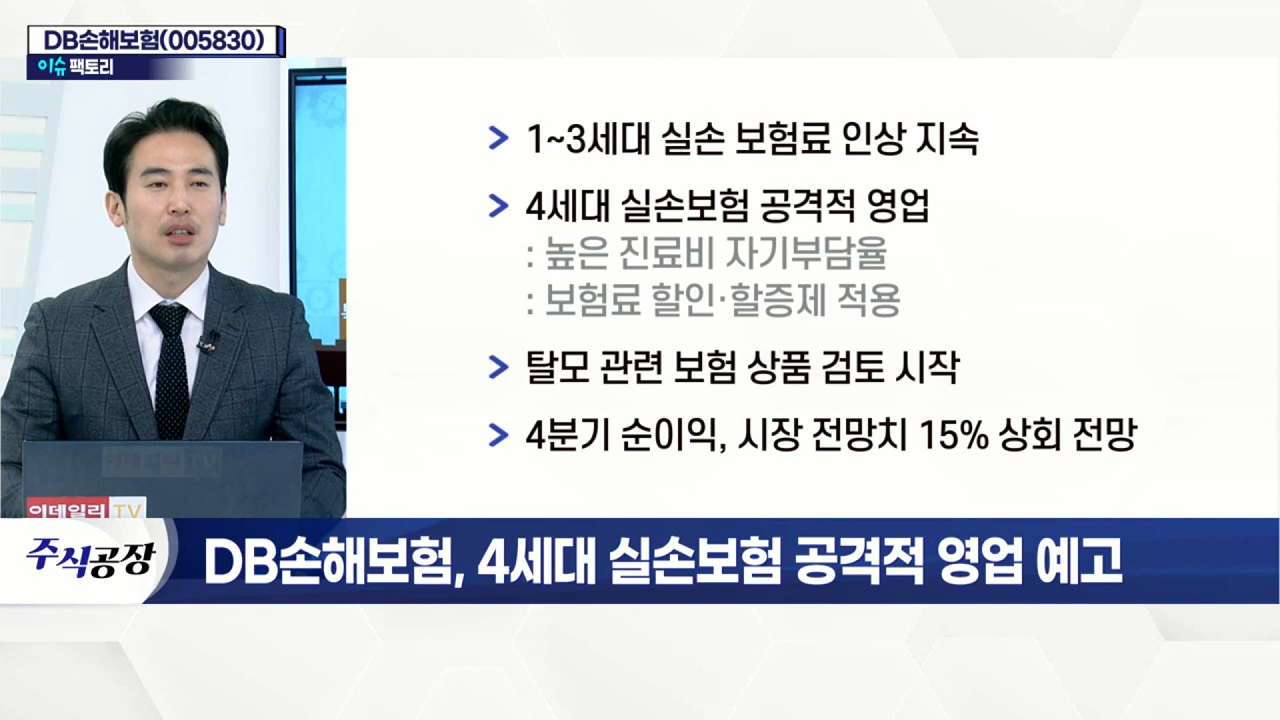 DB손해보험(005830)
이슈 팩토리
> 1~3세대 실손 보험료 인상 지속
> 4세대 실손보험 공격적 영업
: 높은 진료비 자기부담율
: 보험료 할인·할증제 적용
> 탈모 관련 보험 상품 검토 시작
> 4분기 순이익, 시장 전망치 15% 상회 전망
이데일리 TV
주식공장
DB손해보험, 4세대 실손보험 공격적 영업 예고